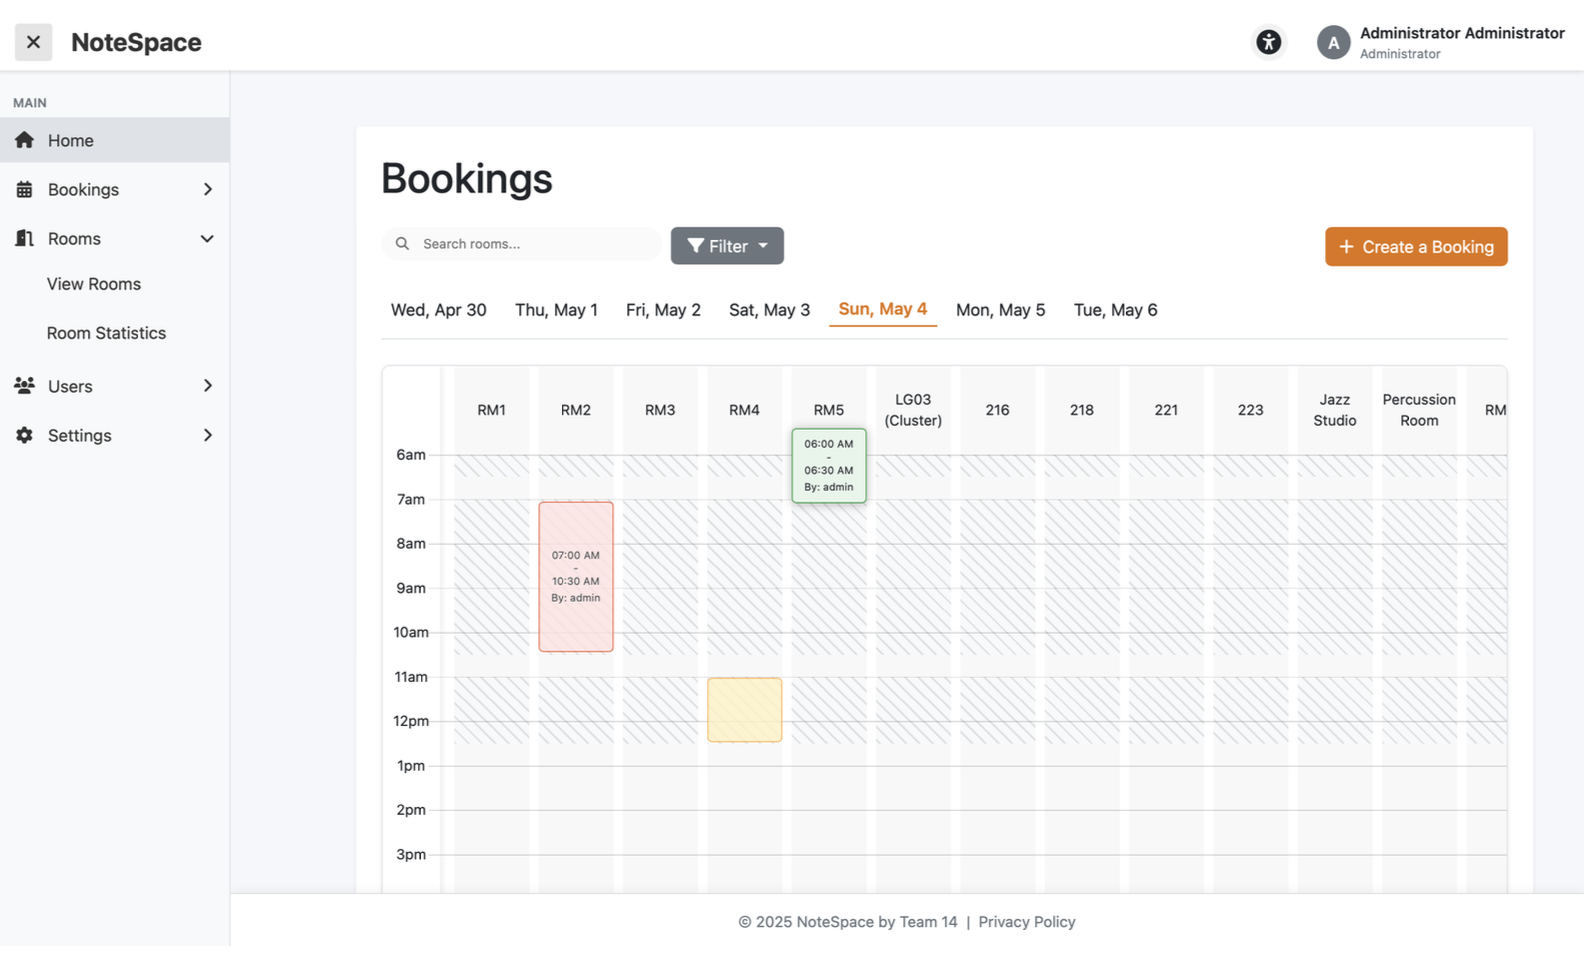 NoteSpace
A
Administrator Administrator
Administrator
MAIN
Home
Bookings
Rooms
View Rooms
Room Statistics
Users
Settings
Bookings
Search rooms...
Filter
+ Create a Booking
Wed, Apr 30
Thu, May 1
Fri, May 2
Sat, May 3
Sun, May 4
Mon, May 5
Tue, May 6
RM1
RM2
RM3
RM4
RM5
LG03
(Cluster)
216
218
221
223
Jazz
Studio
Percussion
Room
RM
6am
7am
8am
9am
10am
11am
12pm
1pm
2pm
3pm
06:00 AM
-
06:30 AM
By: admin
07:00 AM
-
10:30 AM
By: admin
© 2025 NoteSpace by Team 14 | Privacy Policy